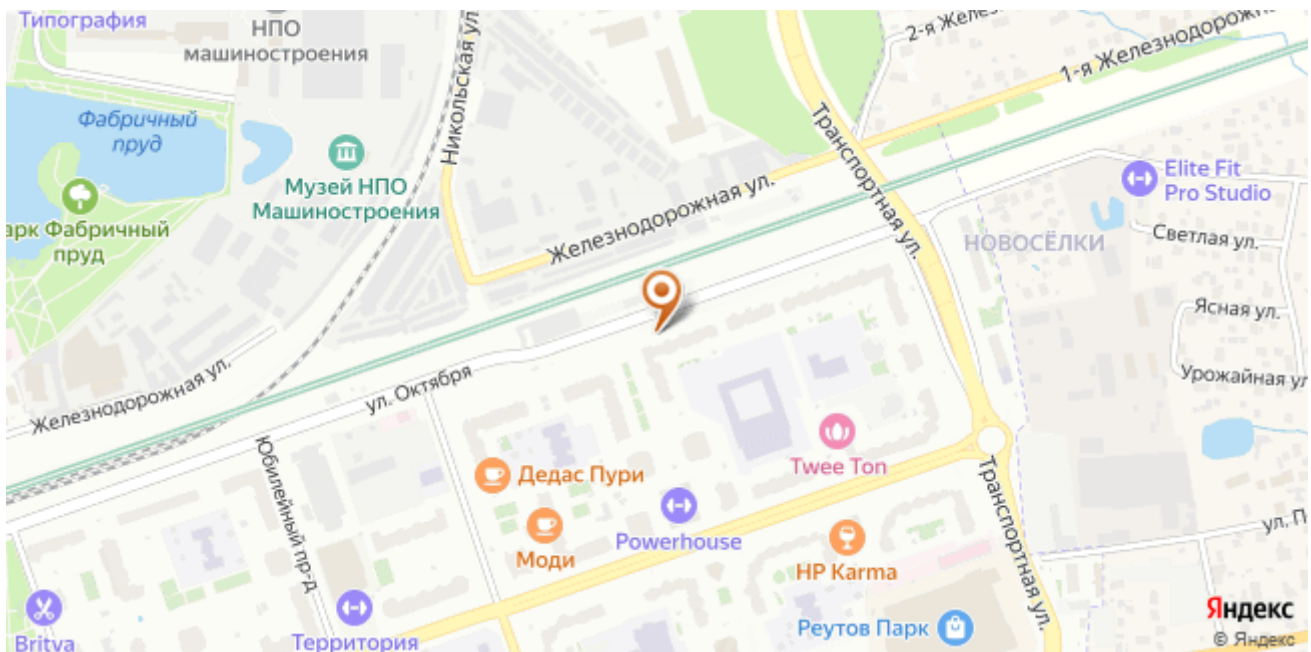 Типография
НПО
машиностроения
Никольская ул.
2-я Желез
1-я Железнодорожна
Фабричный
пруд
Музей НПО
Машиностроения
Транспортная ул.
Elite Fit
Pro Studio
арк Фабричный
пруд
Железнодорожная ул.
НОВОСЁЛКИ
Светлая ул.
Ясная ул.
Железнодорожная ул.
ул. Октября
Урожайная ул
Юбилейный пр-д
Дедас Пури
Twee Ton
Моди
Powerhouse
HP Karma
Транспортная ул.
ул. П
Britva
Территория
Реутов Парк
Яндекс
© Яндекс